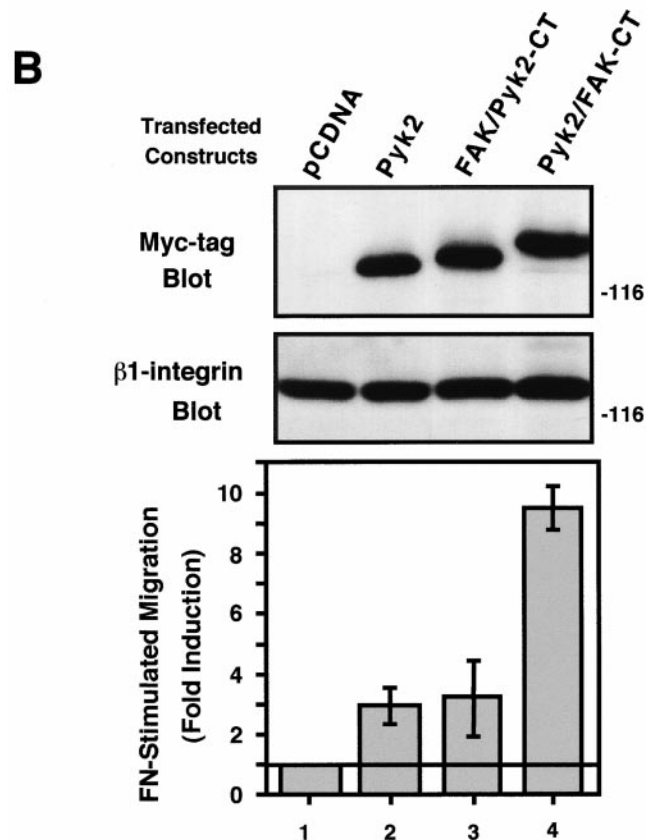 B
Transfected
Constructs
pCDNA
Pyk2
FAK/Pyk2-CT
Pyk2/FAK-CT
Myc-tag
Blot
-116
β1-integrin
Blot
-116
FN-Stimulated Migration
(Fold Induction)
10
8
6
4
2
0
1 2 3 4